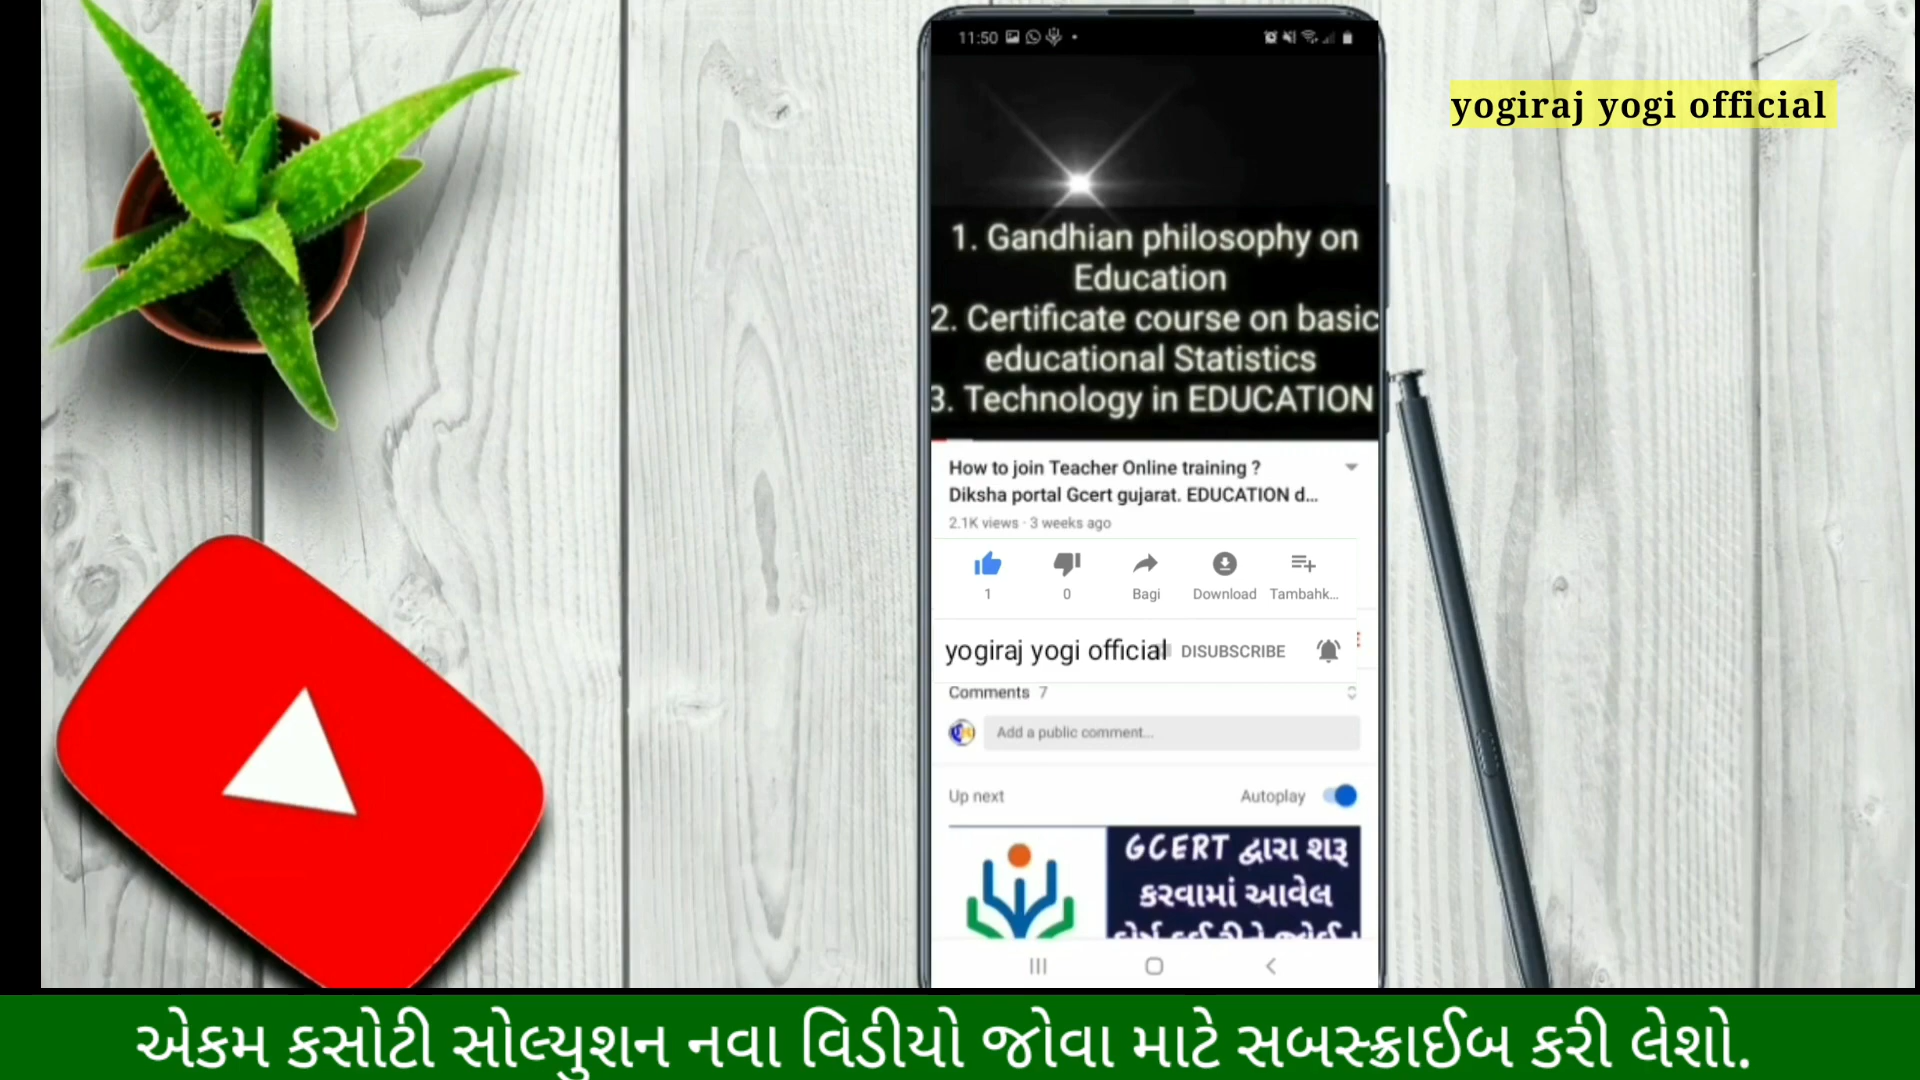 11:50
yogiraj yogi official
1. Gandhian philosophy on
Education
2. Certificate course on basic
educational Statistics
3. Technology in EDUCATION
How to join Teacher Online training ?
Diksha portal Gcert gujarat. EDUCATION d...
2.1K views · 3 weeks ago
1 0 Bagi Download Tambahk...
yogiraj yogi official DISUBSCRIBE
Comments 7
Add a public comment...
Up next Autoplay
GCERT દ્વારા શરૂ
કરવામાં આવેલ
એકમ કસોટી સોલ્યુશન નવા વિડીયો જોવા માટે સબસ્ક્રાઈબ કરી લેશો.